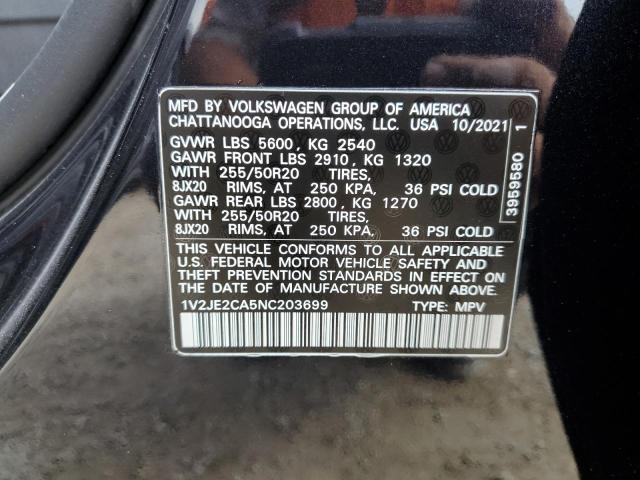 MFD BY VOLKSWAGEN GROUP OF AMERICA
CHATTANOOGA OPERATIONS, LLC. USA 10/2021
GVWR LBS 5600, KG 2540
GAWR FRONT LBS 2910, KG 1320
WITH 255/50R20 TIRES,
8JX20 RIMS, AT 250 KPA, 36 PSI COLD
GAWR REAR LBS 2800, KG 1270
WITH 255/50R20 TIRES,
8JX20 RIMS, AT 250 KPA, 36 PSI COLD
THIS VEHICLE CONFORMS TO ALL APPLICABLE
U.S. FEDERAL MOTOR VEHICLE SAFETY AND
THEFT PREVENTION STANDARDS IN EFFECT ON
THE DATE OF MANUFACTURE SHOWN ABOVE.
1V2JE2CA5NC203699 TYPE: MPV
3959580 1